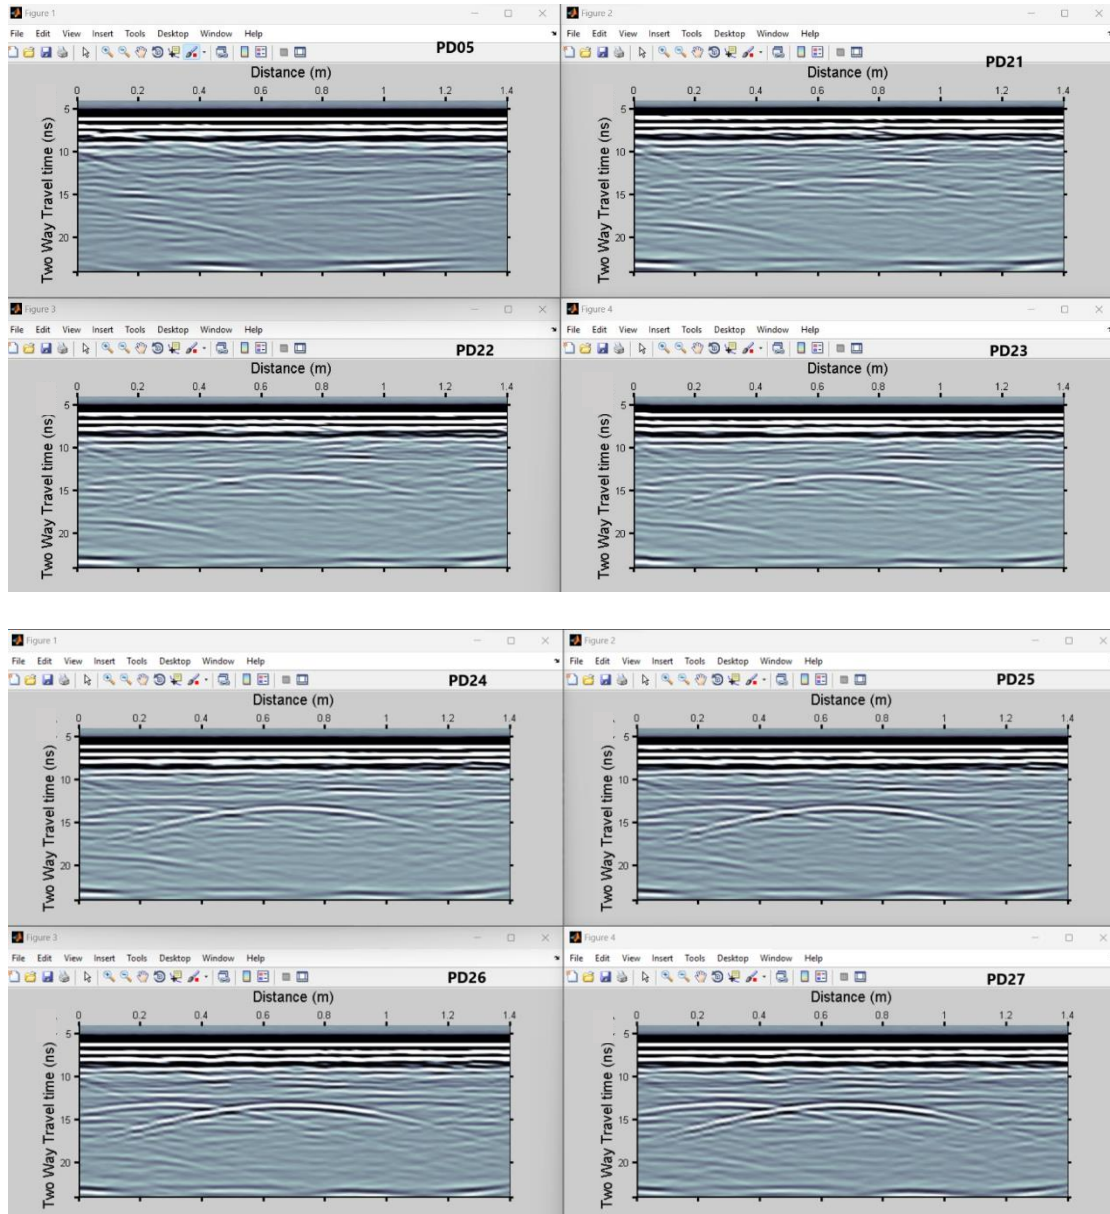 Figure 1
File Edit View Insert Tools Desktop Window Help
PD05
Distance (m)
0 0.2 0.4 0.6 0.8 1 1.2 1.4
Two Way Travel time (ns)
5
10
15
20
Figure 2
File Edit View Insert Tools Desktop Window Help
PD21
Distance (m)
0 0.2 0.4 0.6 0.8 1 1.2 1.4
Two Way Travel time (ns)
5
10
15
20
Figure 3
File Edit View Insert Tools Desktop Window Help
PD22
Distance (m)
0 0.2 0.4 0.6 0.8 1 1.2 1.4
Two Way Travel time (ns)
5
10
15
20
Figure 4
File Edit View Insert Tools Desktop Window Help
PD23
Distance (m)
0 0.2 0.4 0.6 0.8 1 1.2 1.4
Two Way Travel time (ns)
5
10
15
20
Figure 1
File Edit View Insert Tools Desktop Window Help
PD24
Distance (m)
0 0.2 0.4 0.6 0.8 1 1.2 1.4
Two Way Travel time (ns)
5
10
15
20
Figure 2
File Edit View Insert Tools Desktop Window Help
PD25
Distance (m)
0 0.2 0.4 0.6 0.8 1 1.2 1.4
Two Way Travel time (ns)
5
10
15
20
Figure 3
File Edit View Insert Tools Desktop Window Help
PD26
Distance (m)
0 0.2 0.4 0.6 0.8 1 1.2 1.4
Two Way Travel time (ns)
5
10
15
20
Figure 4
File Edit View Insert Tools Desktop Window Help
PD27
Distance (m)
0 0.2 0.4 0.6 0.8 1 1.2 1.4
Two Way Travel time (ns)
5
10
15
20